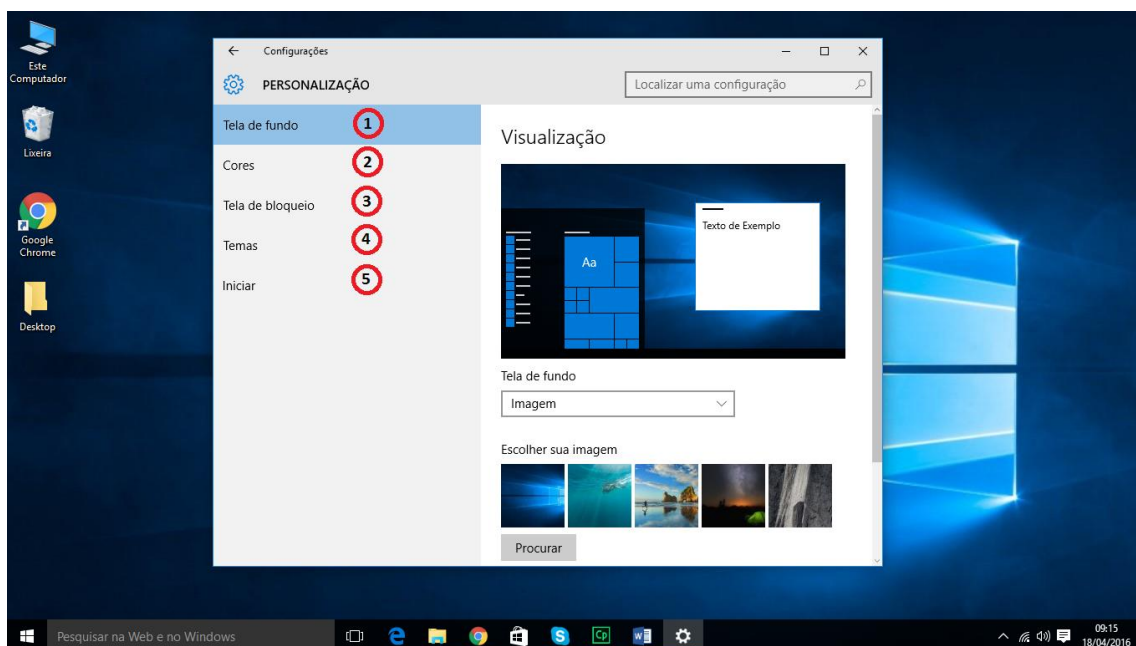 Este
Computador
Lixeira
Google
Chrome
Desktop
Configurações
PERSONALIZAÇÃO
Localizar uma configuração
Tela de fundo 1
Cores 2
Tela de bloqueio 3
Temas 4
Iniciar 5
Visualização
Aa
Texto de Exemplo
Tela de fundo
Imagem
Escolher sua imagem
Procurar
Pesquisar na Web e no Windows
S
Cp
W
09:15
18/04/2016